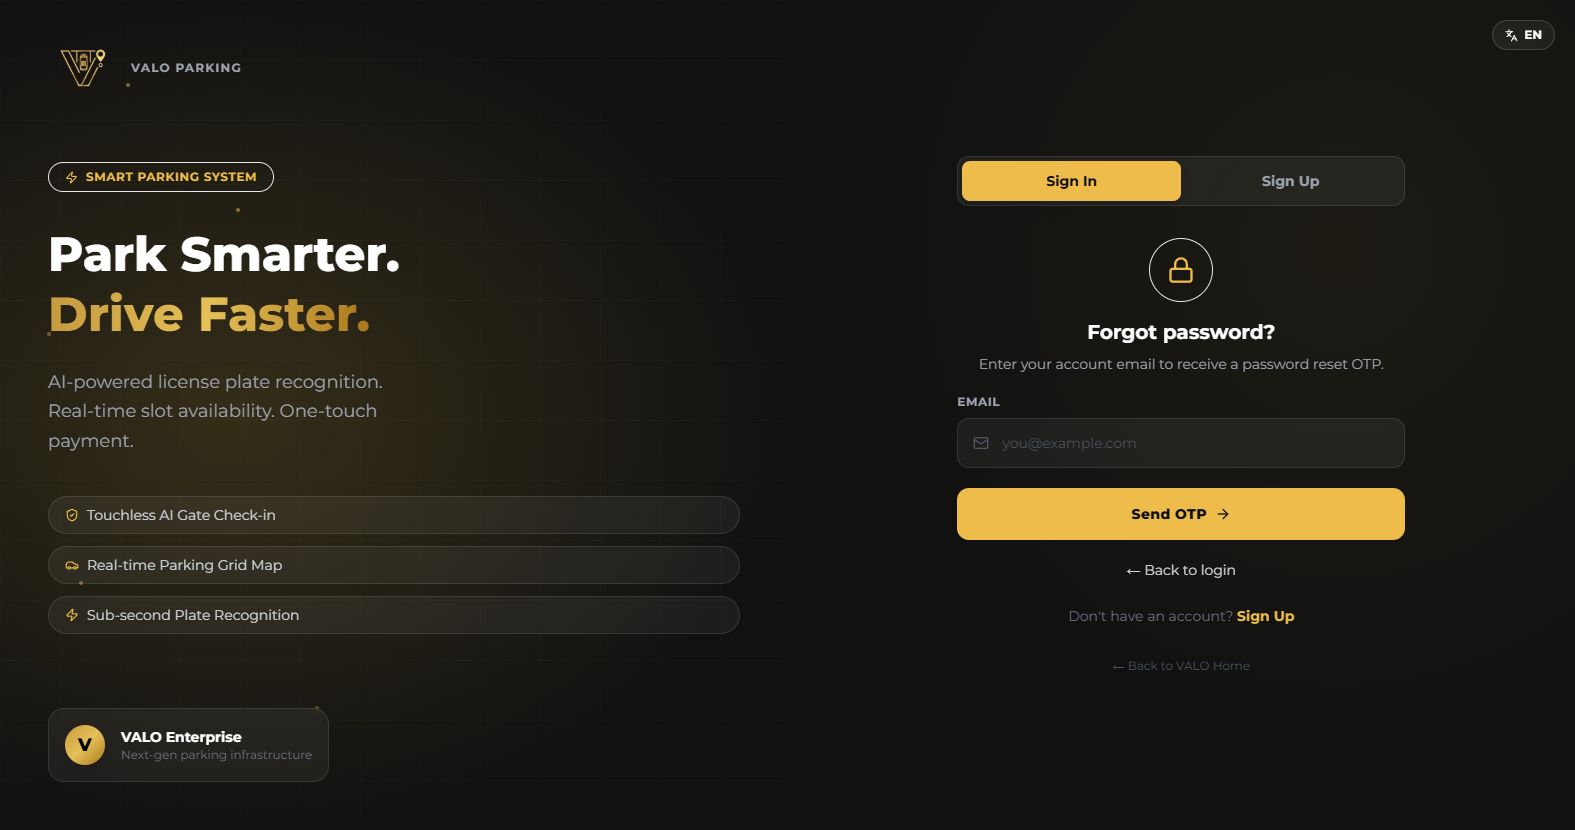 VALO PARKING
EN
SMART PARKING SYSTEM
Park Smarter.
Drive Faster.
AI-powered license plate recognition.
Real-time slot availability. One-touch
payment.
Touchless AI Gate Check-in
Real-time Parking Grid Map
Sub-second Plate Recognition
V
VALO Enterprise
Next-gen parking infrastructure
Sign In
Sign Up
Forgot password?
Enter your account email to receive a password reset OTP.
EMAIL
you@example.com
Send OTP →
← Back to login
Don't have an account? Sign Up
← Back to VALO Home